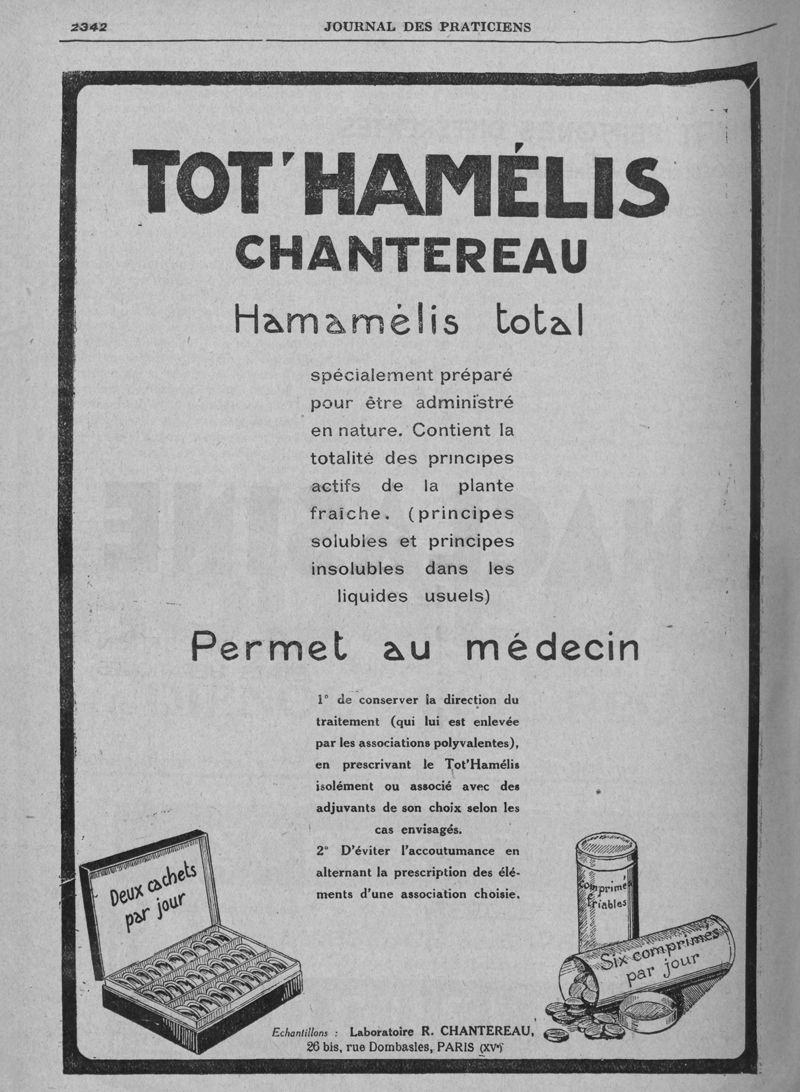 2342
JOURNAL DES PRATICIENS
TOT'HAMÉLIS
CHANTEREAU
Hamamélis total
spécialement préparé
pour être administré
en nature. Contient la
totalité des principes
actifs de la plante
fraîche. (principes
solubles et principes
insolubles dans les
liquides usuels)
Permet au médecin
1° de conserver la direction du
traitement (qui lui est enlevée
par les associations polyvalentes),
en prescrivant le Tot'Hamélis
isolément ou associé avec des
adjuvants de son choix selon les
cas envisagés.
2° D'éviter l'accoutumance en
alternant la prescription des élé-
ments d'une association choisie.
Deux cachets
par jour
Comprimés
friables
Six comprimés
par jour
Echantillons : Laboratoire R. CHANTEREAU,
26 bis, rue Dombasles, PARIS (XVe)